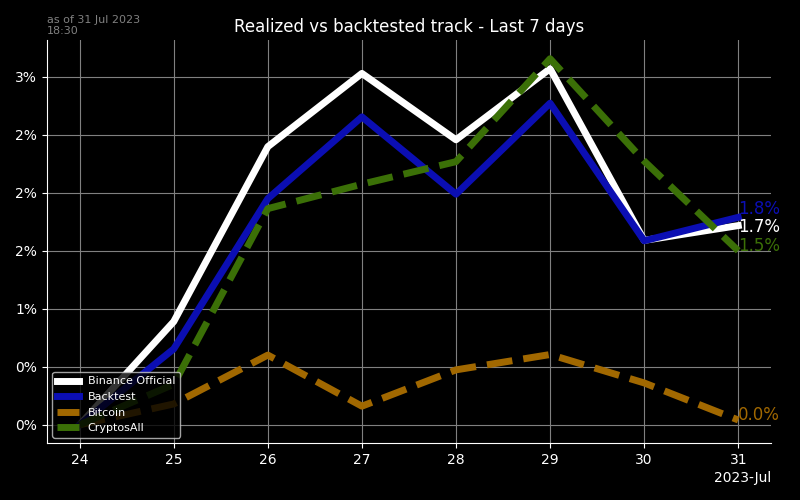 as of 31 Jul 2023
18:30
Realized vs backtested track - Last 7 days
3%
2%
2%
2%
1%
0%
0%
1.8%
1.7%
1.5%
0.0%
Binance Official
Backtest
Bitcoin
CryptosAll
24 25 26 27 28 29 30 31
2023-Jul